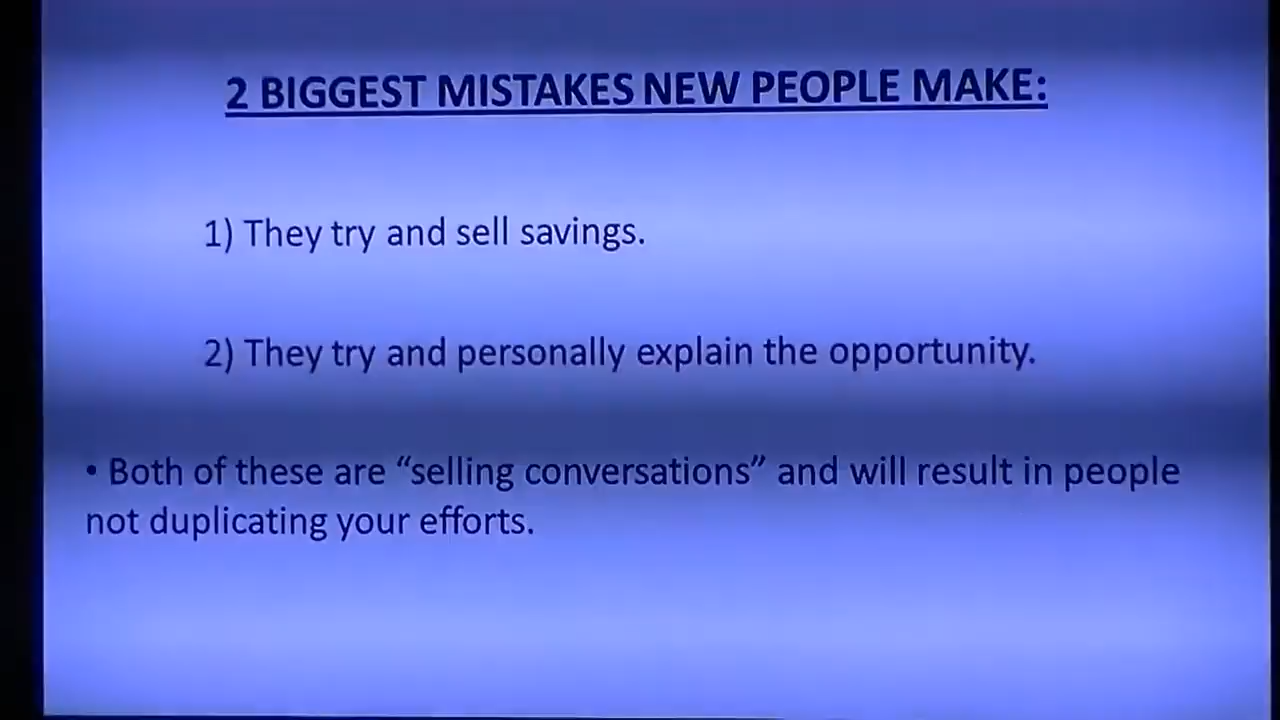 2 BIGGEST MISTAKES NEW PEOPLE MAKE:
1) They try and sell savings.
2) They try and personally explain the opportunity.
• Both of these are “selling conversations” and will result in people
not duplicating your efforts.